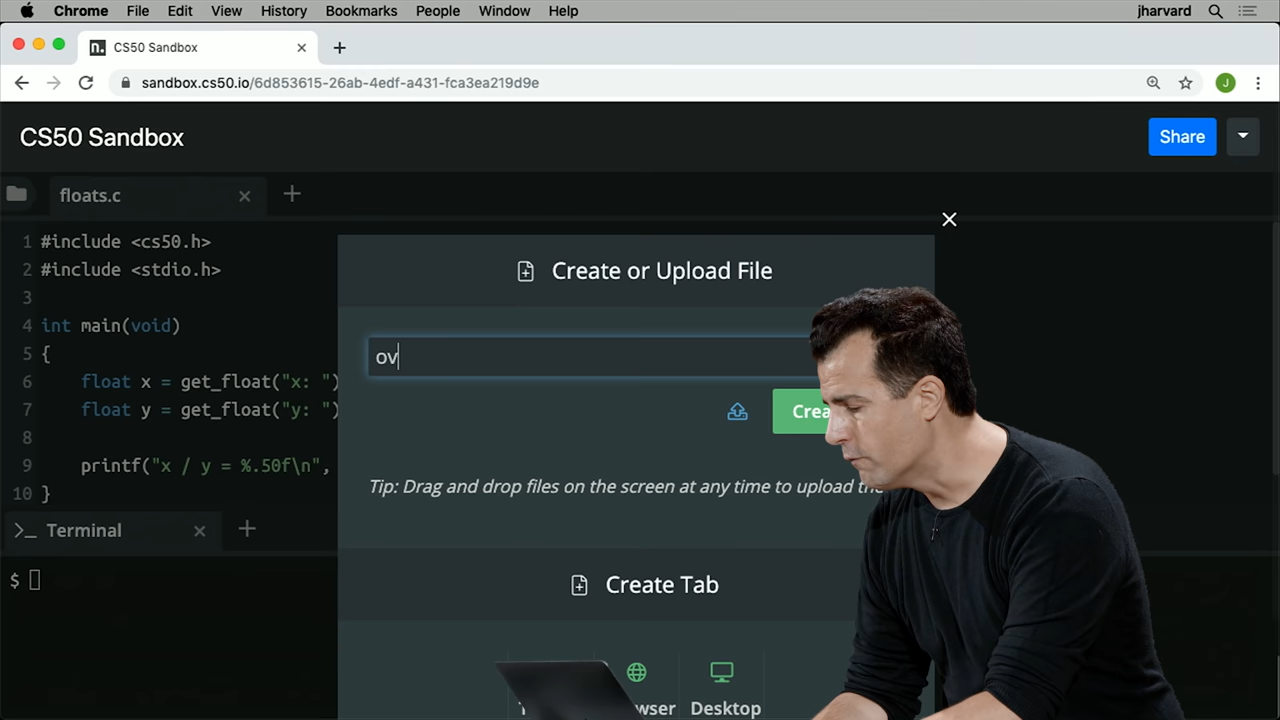 Chrome File Edit View History Bookmarks People Window Help jharvard
n. CS50 Sandbox
sandbox.cs50.io/6d853615-26ab-4edf-a431-fca3ea219d9e J
CS50 Sandbox Share
floats.c
Create or Upload File
1 #include <cs50.h>
2 #include <stdio.h>
3
4 int main(void)
5 {
6 float x = get_float("x: ")
7 float y = get_float("y: ")
8
9 printf("x / y = %.50f\n",
10 }
ov
Crea
Tip: Drag and drop files on the screen at any time to upload the
>_ Terminal
$
Create Tab
Desktop